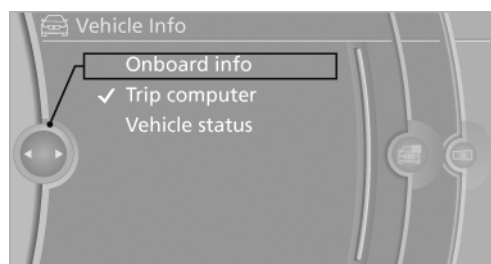 Vehicle Info
Onboard info
Trip computer
Vehicle status